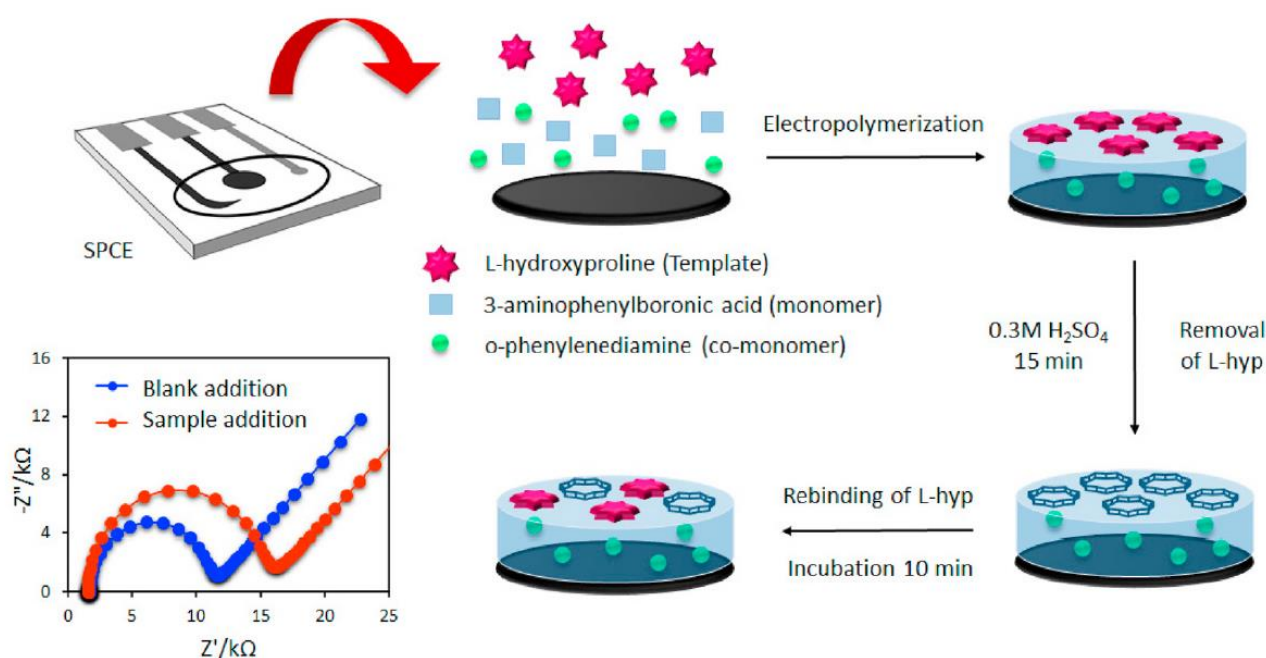 SPCE
Electropolymerization
L-hydroxyproline (Template)
3-aminophenylboronic acid (monomer)
o-phenylenediamine (co-monomer)
0.3M H₂SO₄
15 min
Removal
of L-hyp
Rebinding of L-hyp
Incubation 10 min
-Z"/kΩ
16
12
8
4
0
Blank addition
Sample addition
0 5 10 15 20 25
Z'/kΩ